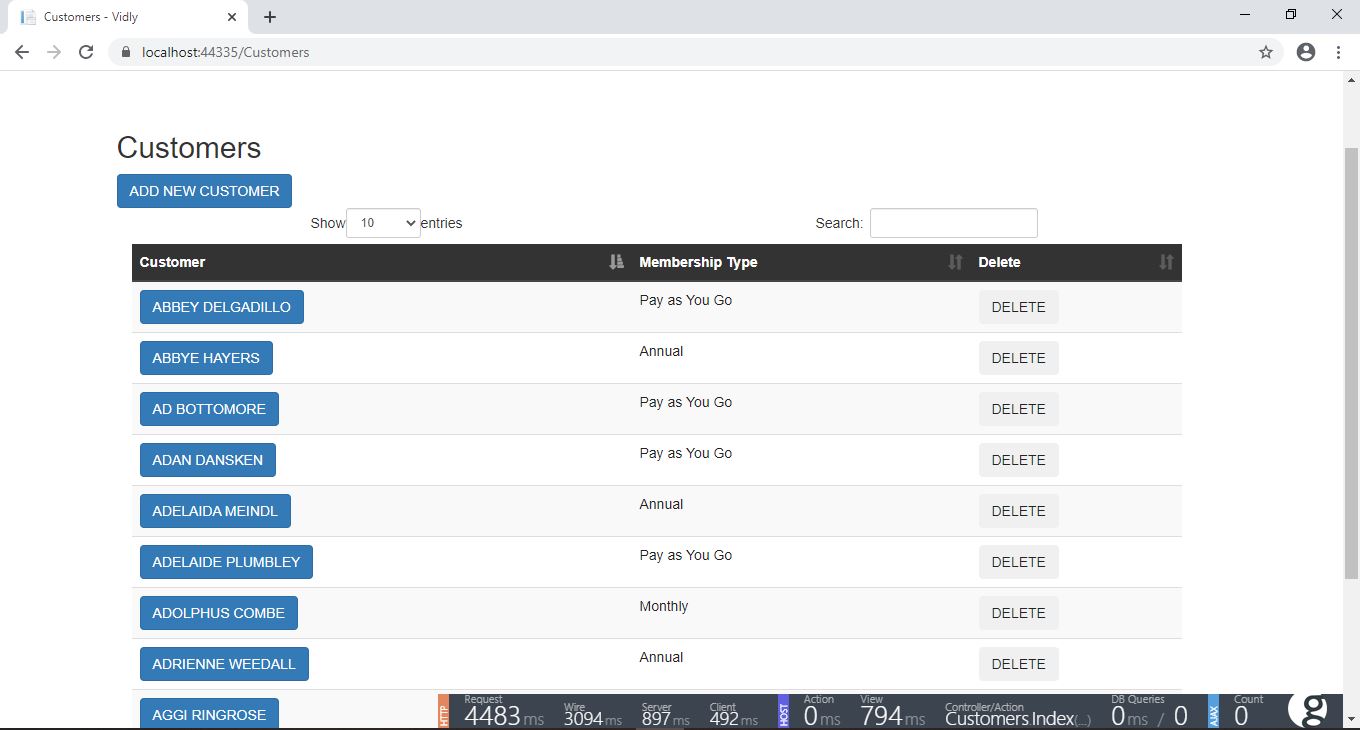 Customers - Vidly
localhost:44335/Customers
Customers
ADD NEW CUSTOMER
Show 10 entries Search:
Customer Membership Type Delete
ABBEY DELGADILLO Pay as You Go DELETE
ABBYE HAYERS Annual DELETE
AD BOTTOMORE Pay as You Go DELETE
ADAN DANSKEN Pay as You Go DELETE
ADELAIDA MEINDL Annual DELETE
ADELAIDE PLUMBLEY Pay as You Go DELETE
ADOLPHUS COMBE Monthly DELETE
ADRIENNE WEEDALL Annual DELETE
AGGI RINGROSE
HTTP Request Wire Server Client HOST Action View Controller/Action DB Queries AJAX Count g
4483 ms 3094 ms 897 ms 492 ms 0 ms 794 ms Customers Index(...) 0 ms / 0 0